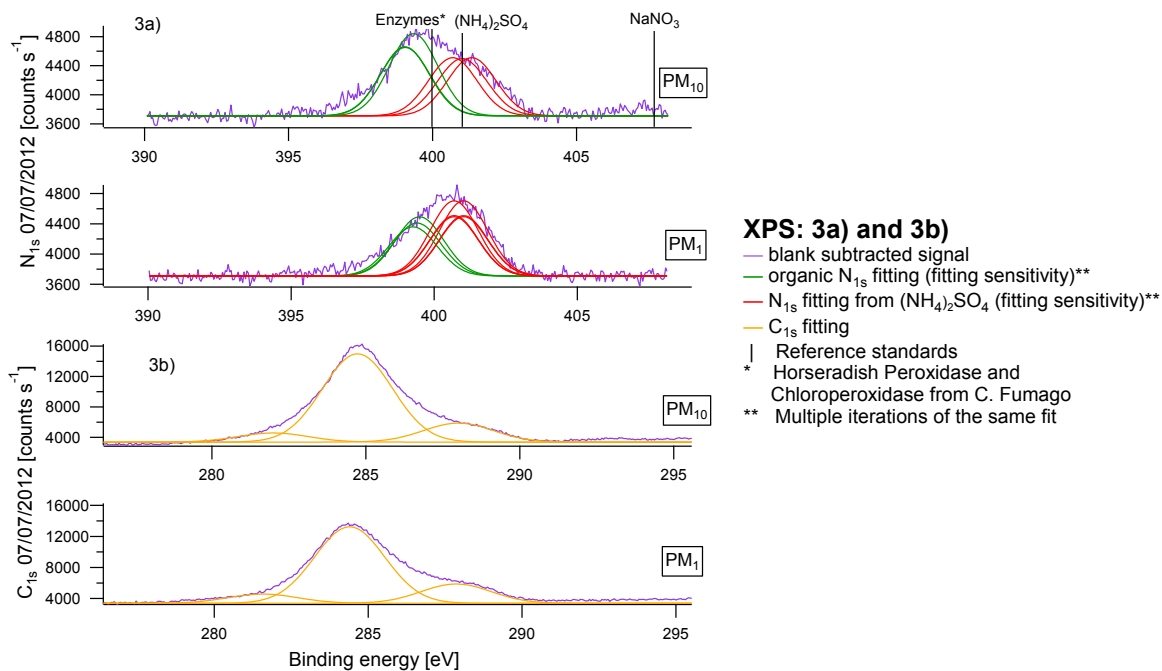 3a)
Enzymes* (NH₄)₂SO₄ NaNO₃
4800
4400
4000
3600
PM₁₀
390 395 400 405
4800
4400
4000
3600
PM₁
390 395 400 405
N₁ₛ 07/07/2012 [counts s⁻¹]
3b)
16000
12000
8000
4000
PM₁₀
280 285 290 295
16000
12000
8000
4000
PM₁
280 285 290 295
C₁ₛ 07/07/2012 [counts s⁻¹]
Binding energy [eV]
XPS: 3a) and 3b)
blank subtracted signal
organic N₁ₛ fitting (fitting sensitivity)**
N₁ₛ fitting from (NH₄)₂SO₄ (fitting sensitivity)**
C₁ₛ fitting
| Reference standards
* Horseradish Peroxidase and
Chloroperoxidase from C. Fumago
** Multiple iterations of the same fit